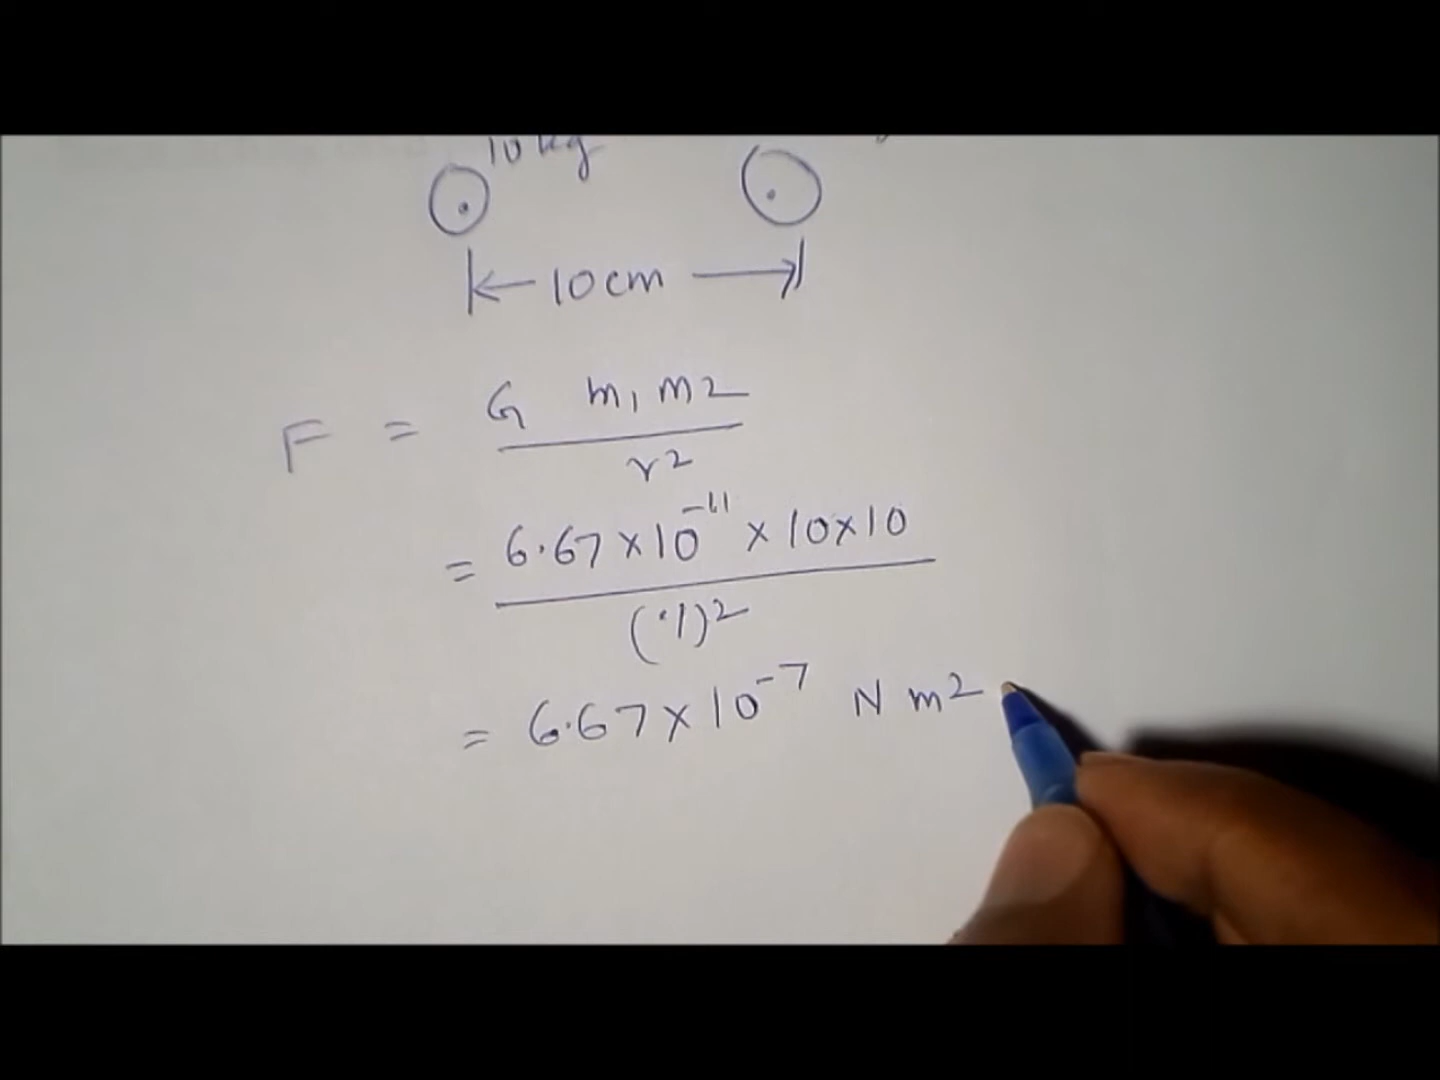 10 kg
10 cm
F = G m1 m2
r2
= 6.67 × 10^-11 × 10 × 10
(.1)2
= 6.67 × 10^-7 N m2